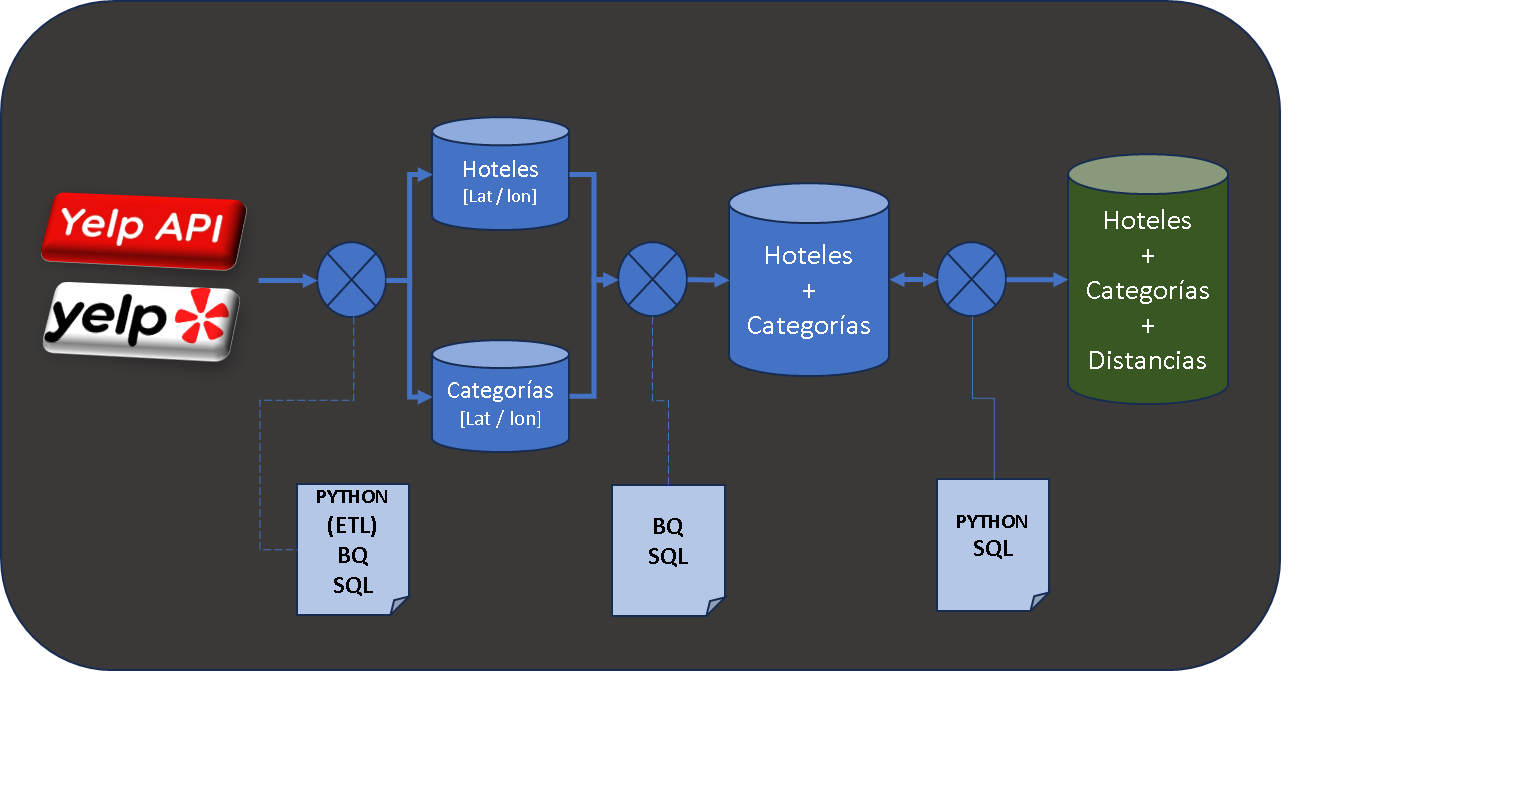 Yelp API
yelp
Hoteles
[Lat / lon]
Categorías
[Lat / lon]
Hoteles
+
Categorías
Hoteles
+
Categorías
+
Distancias
PYTHON
(ETL)
BQ
SQL
BQ
SQL
PYTHON
SQL